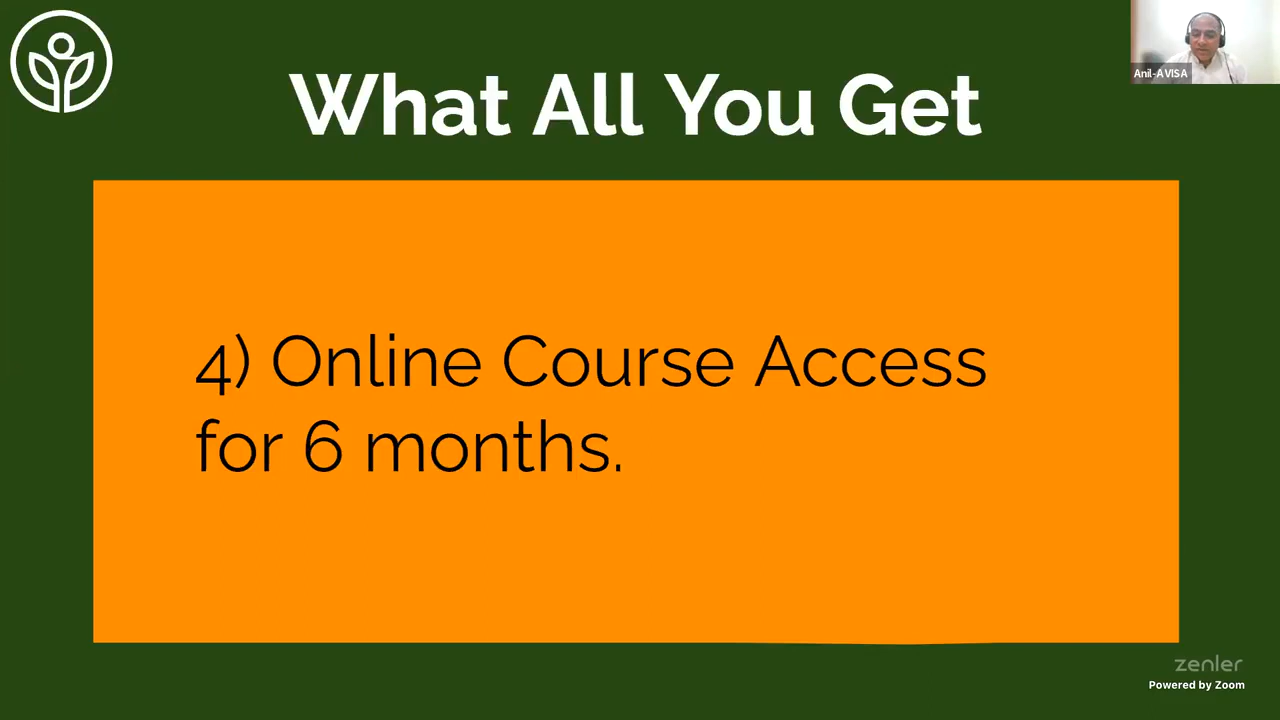 What All You Get
Anil-AVISA
4) Online Course Access
for 6 months.
zenler
Powered by Zoom